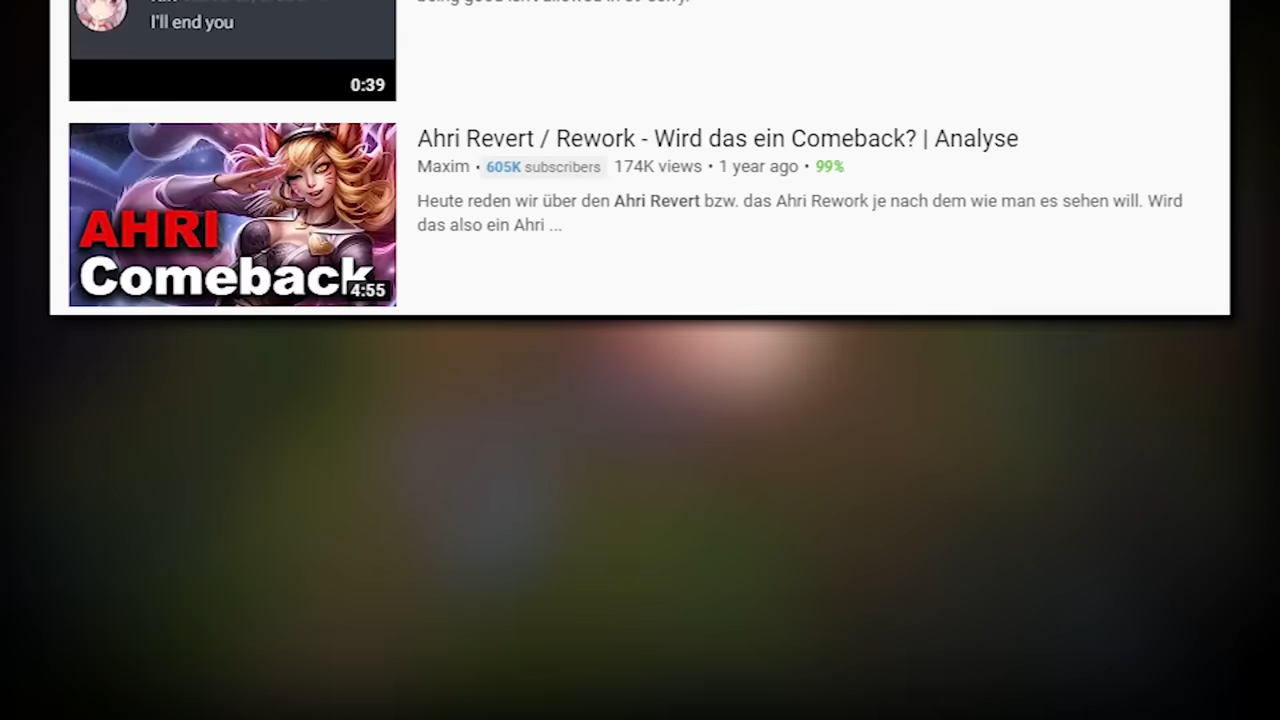 I'll end you
0:39
AHRI
Comeback
4:55
Ahri Revert / Rework - Wird das ein Comeback? | Analyse
Maxim • 605K subscribers 174K views • 1 year ago • 99%
Heute reden wir über den Ahri Revert bzw. das Ahri Rework je nach dem wie man es sehen will. Wird
das also ein Ahri ...